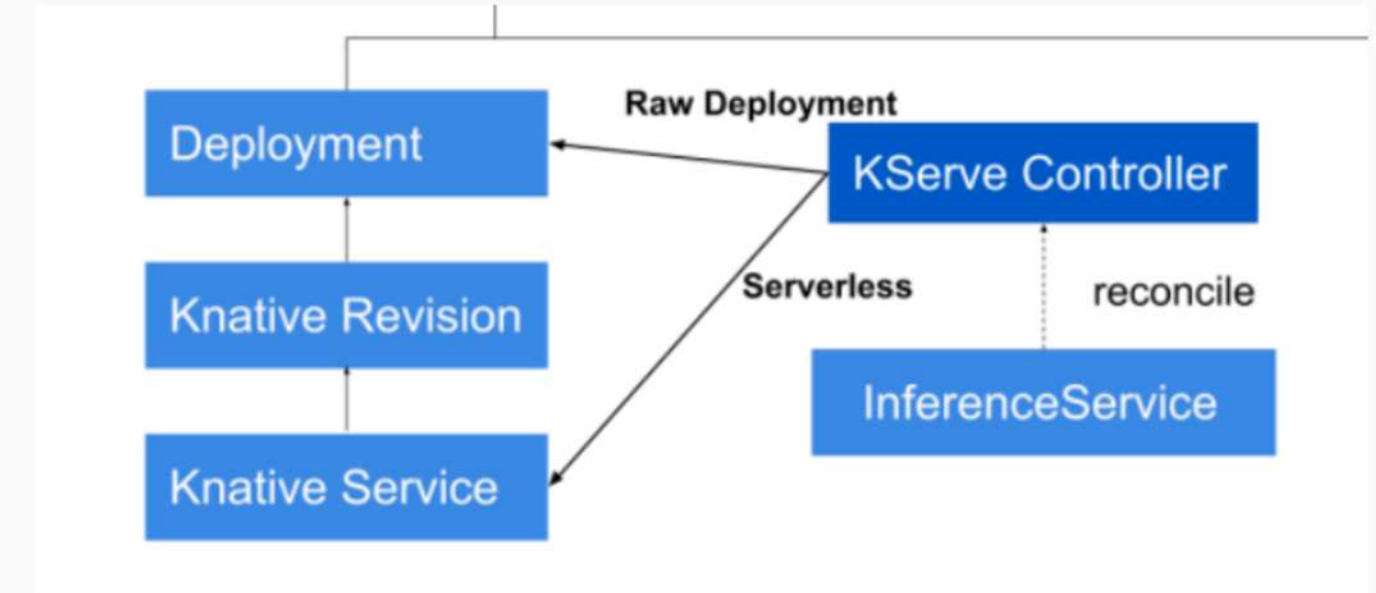 Raw Deployment
Deployment
KServe Controller
Serverless
reconcile
Knative Revision
InferenceService
Knative Service